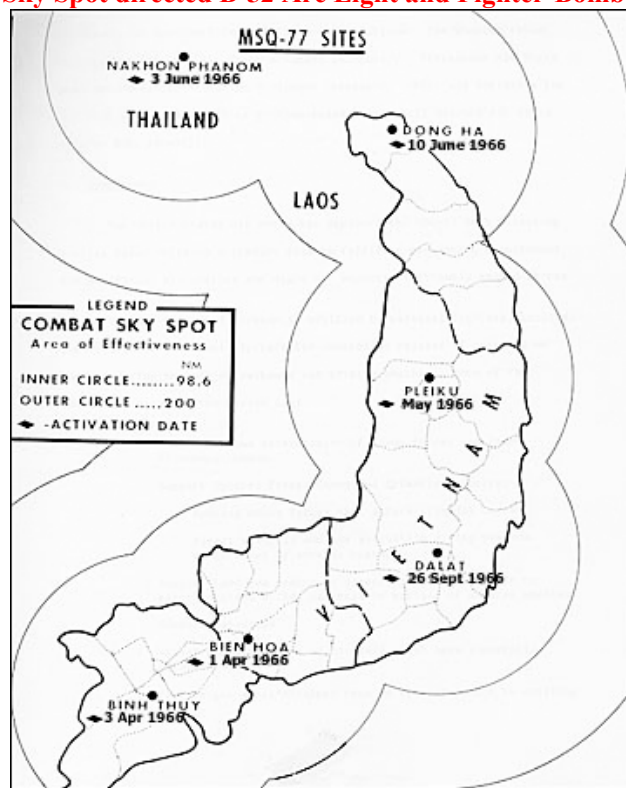 Sky Spot directed B-52 Arc Light and Fighter Bomb
MSQ-77 SITES
NAKHON PHANOM
3 June 1966
THAILAND
DONG HA
10 June 1966
LAOS
LEGEND
COMBAT SKY SPOT
Area of Effectiveness
NM
INNER CIRCLE........98.6
OUTER CIRCLE .....200
-ACTIVATION DATE
PLEIKU
May 1966
VIETNAM
DALAT
26 Sept 1966
BIEN HOA
1 Apr 1966
BINH THUY
3 Apr 1966